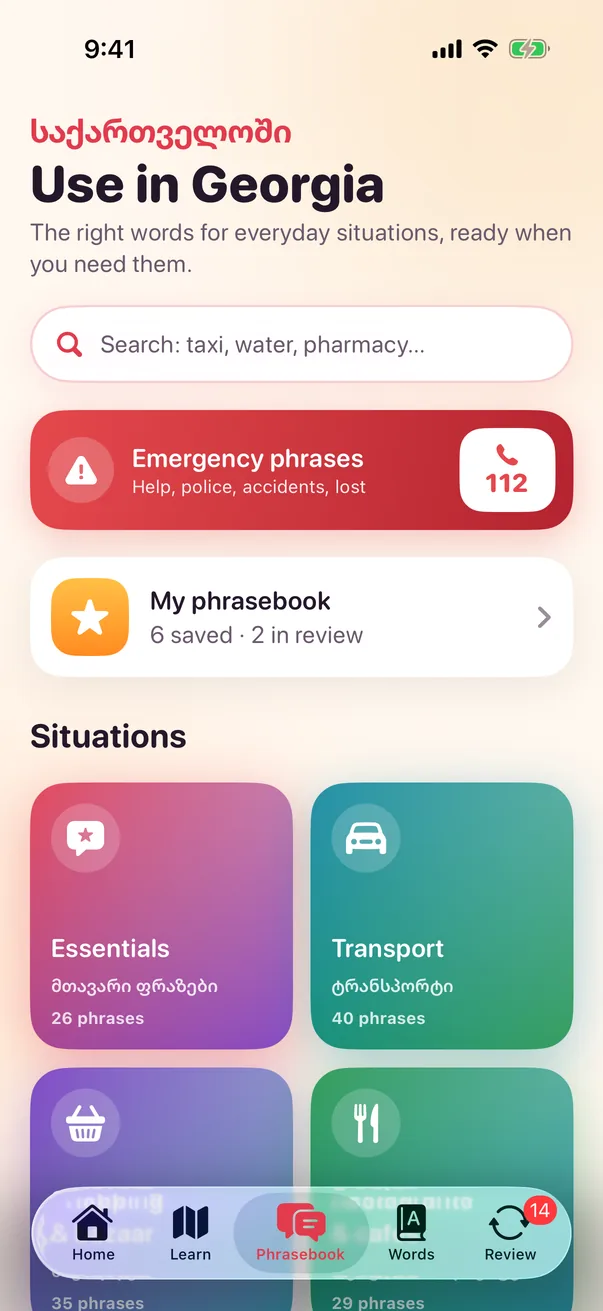 9:41
საქართველოში
Use in Georgia
The right words for everyday situations, ready when
you need them.
Search: taxi, water, pharmacy...
Emergency phrases
Help, police, accidents, lost
112
My phrasebook
6 saved · 2 in review
Situations
Essentials
მთავარი ფრაზები
26 phrases
Transport
ტრანსპორტი
40 phrases
14
Home
Learn
Phrasebook
A
Words
Review
35 phrases
29 phrases